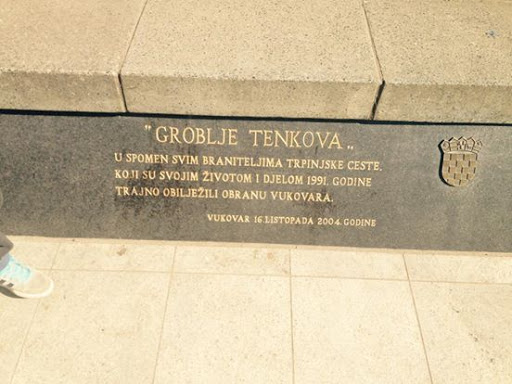 "GROBLJE TENKOVA„
U SPOMEN SVIM BRANITELJIMA TRPINJSKE CESTE,
KOJI SU SVOJIM ŽIVOTOM I DJELOM 1991. GODINE
TRAJNO OBILJEŽILI OBRANU VUKOVARA.
VUKOVAR 16.LISTOPADA 2004.GODINE